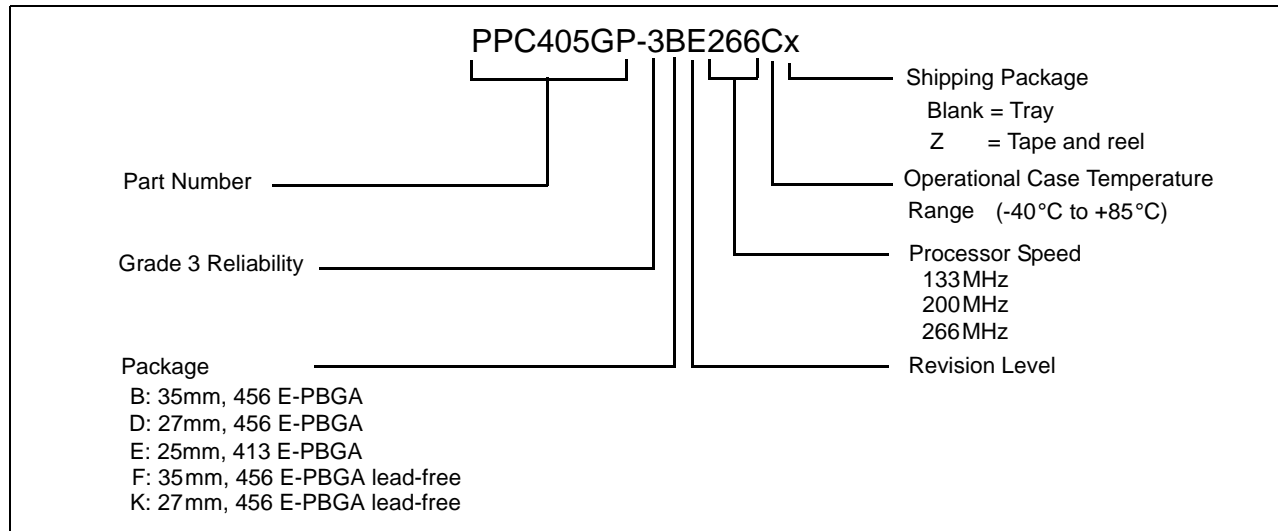 PPC405GP-3BE266Cx
Shipping Package
Blank = Tray
Z = Tape and reel
Part Number
Operational Case Temperature
Range (-40°C to +85°C)
Grade 3 Reliability
Processor Speed
133MHz
200MHz
266MHz
Package
Revision Level
B: 35mm, 456 E-PBGA
D: 27mm, 456 E-PBGA
E: 25mm, 413 E-PBGA
F: 35mm, 456 E-PBGA lead-free
K: 27mm, 456 E-PBGA lead-free